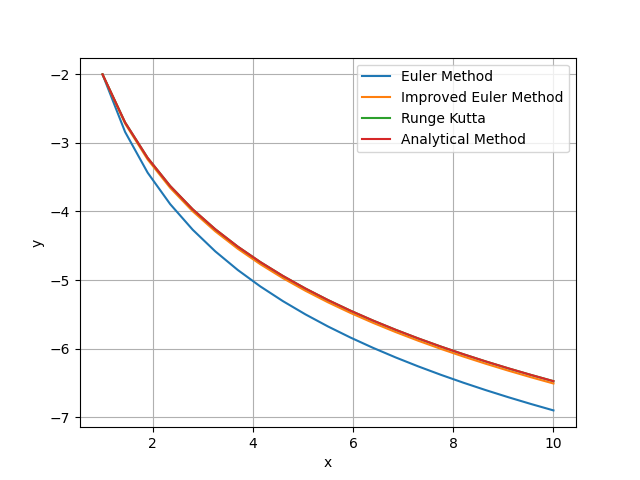 Euler Method
Improved Euler Method
Runge Kutta
Analytical Method
−2
−3
−4
−5
−6
−7
y
2 4 6 8 10
x